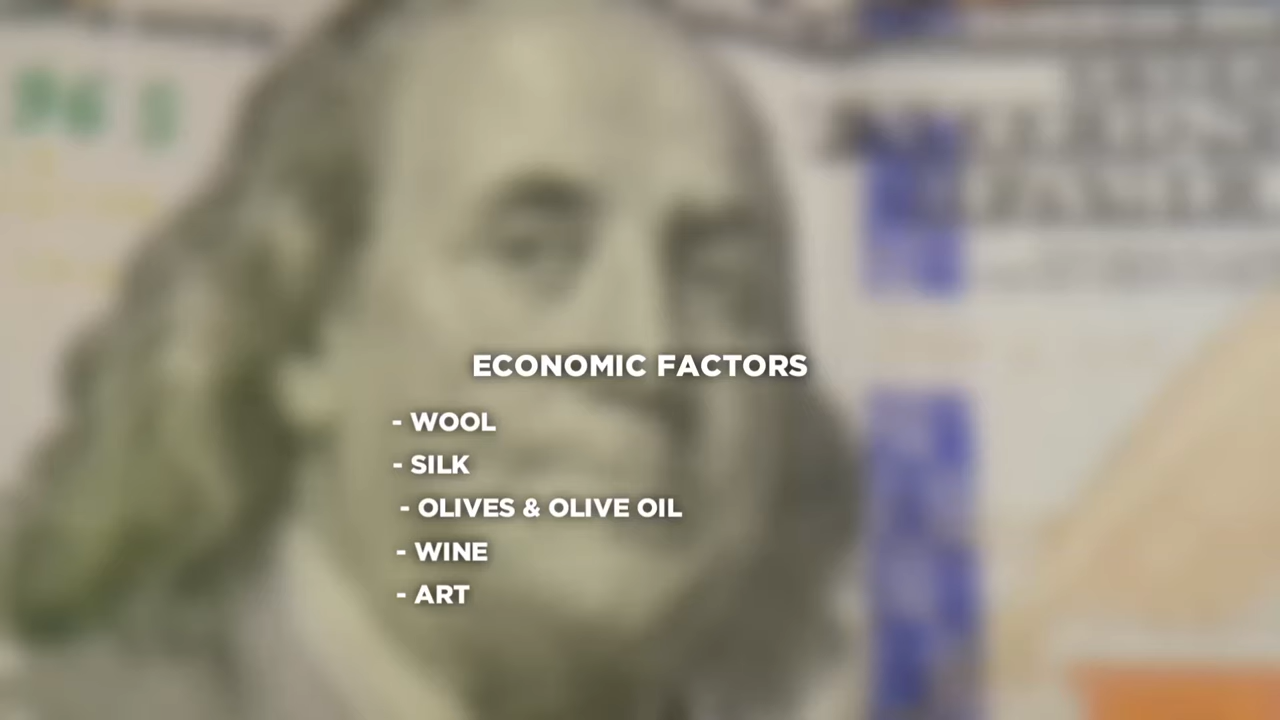 ECONOMIC FACTORS
- WOOL
- SILK
- OLIVES & OLIVE OIL
- WINE
- ART